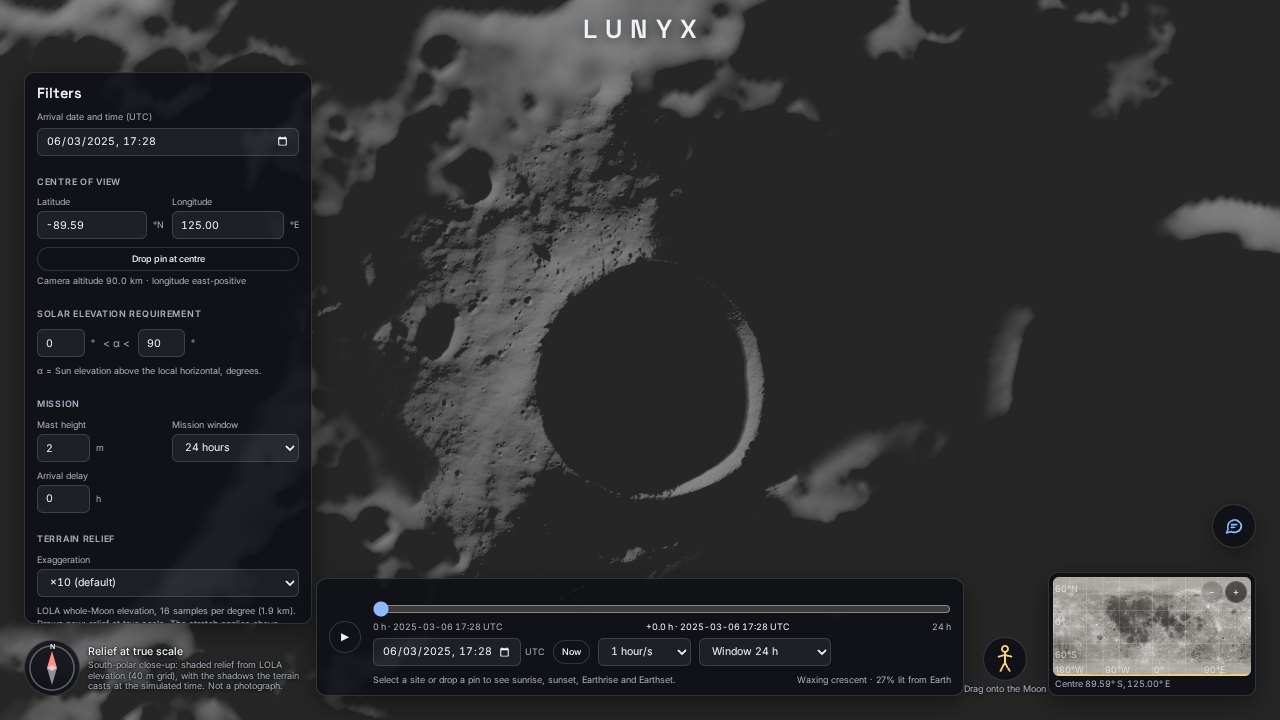 LUNYX
Filters
Arrival date and time (UTC)
06/03/2025, 17:28
CENTRE OF VIEW
Latitude Longitude
-89.59 °N 125.00 °E
Drop pin at centre
Camera altitude 90.0 km · longitude east-positive
SOLAR ELEVATION REQUIREMENT
0 ° < α < 90 °
α = Sun elevation above the local horizontal, degrees.
MISSION
Mast height Mission window
2 m 24 hours
Arrival delay
0 h
TERRAIN RELIEF
Exaggeration
×10 (default)
LOLA whole-Moon elevation, 16 samples per degree (1.9 km).
N
Relief at true scale
South-polar close-up: shaded relief from LOLA
elevation (40 m grid), with the shadows the terrain
casts at the simulated time. Not a photograph.
0 h · 2025-03-06 17:28 UTC +0.0 h · 2025-03-06 17:28 UTC 24 h
06/03/2025, 17:28 UTC Now 1 hour/s Window 24 h
Select a site or drop a pin to see sunrise, sunset, Earthrise and Earthset. Waxing crescent · 27% lit from Earth
Drag onto the Moon
60°N
0°
60°S
180°W 90°W 0° 90°E
− +
Centre 89.59° S, 125.00° E